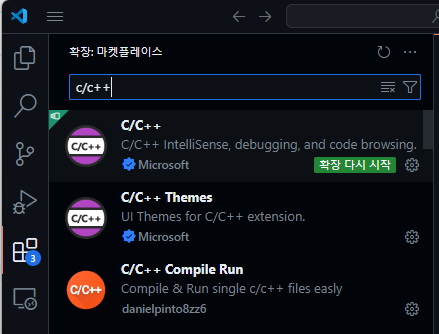 확장: 마켓플레이스
c/c++
C/C++
C/C++
C/C++ IntelliSense, debugging, and code browsing.
Microsoft
확장 다시 시작
C/C++
C/C++ Themes
UI Themes for C/C++ extension.
Microsoft
C/C++
C/C++ Compile Run
Compile & Run single c/c++ files easly
danielpinto8zz6
3